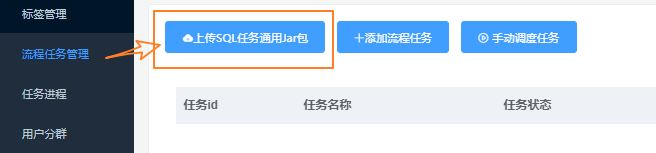 标签管理
流程任务管理
任务进程
用户分群
上传SQL任务通用Jar包
添加流程任务
手动调度任务
任务id 任务名称 任务状态